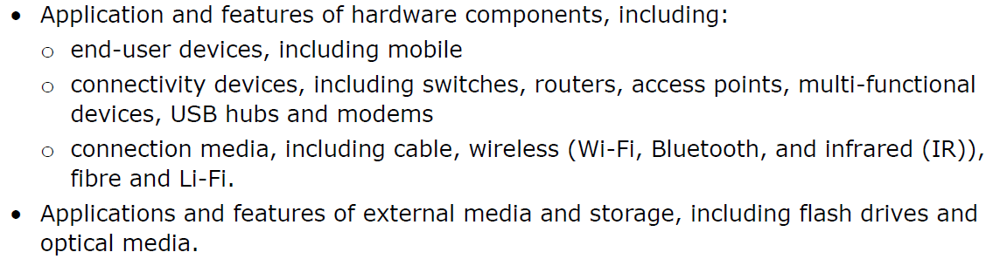 • Application and features of hardware components, including:
o end-user devices, including mobile
o connectivity devices, including switches, routers, access points, multi-functional
devices, USB hubs and modems
o connection media, including cable, wireless (Wi-Fi, Bluetooth, and infrared (IR)),
fibre and Li-Fi.
• Applications and features of external media and storage, including flash drives and
optical media.